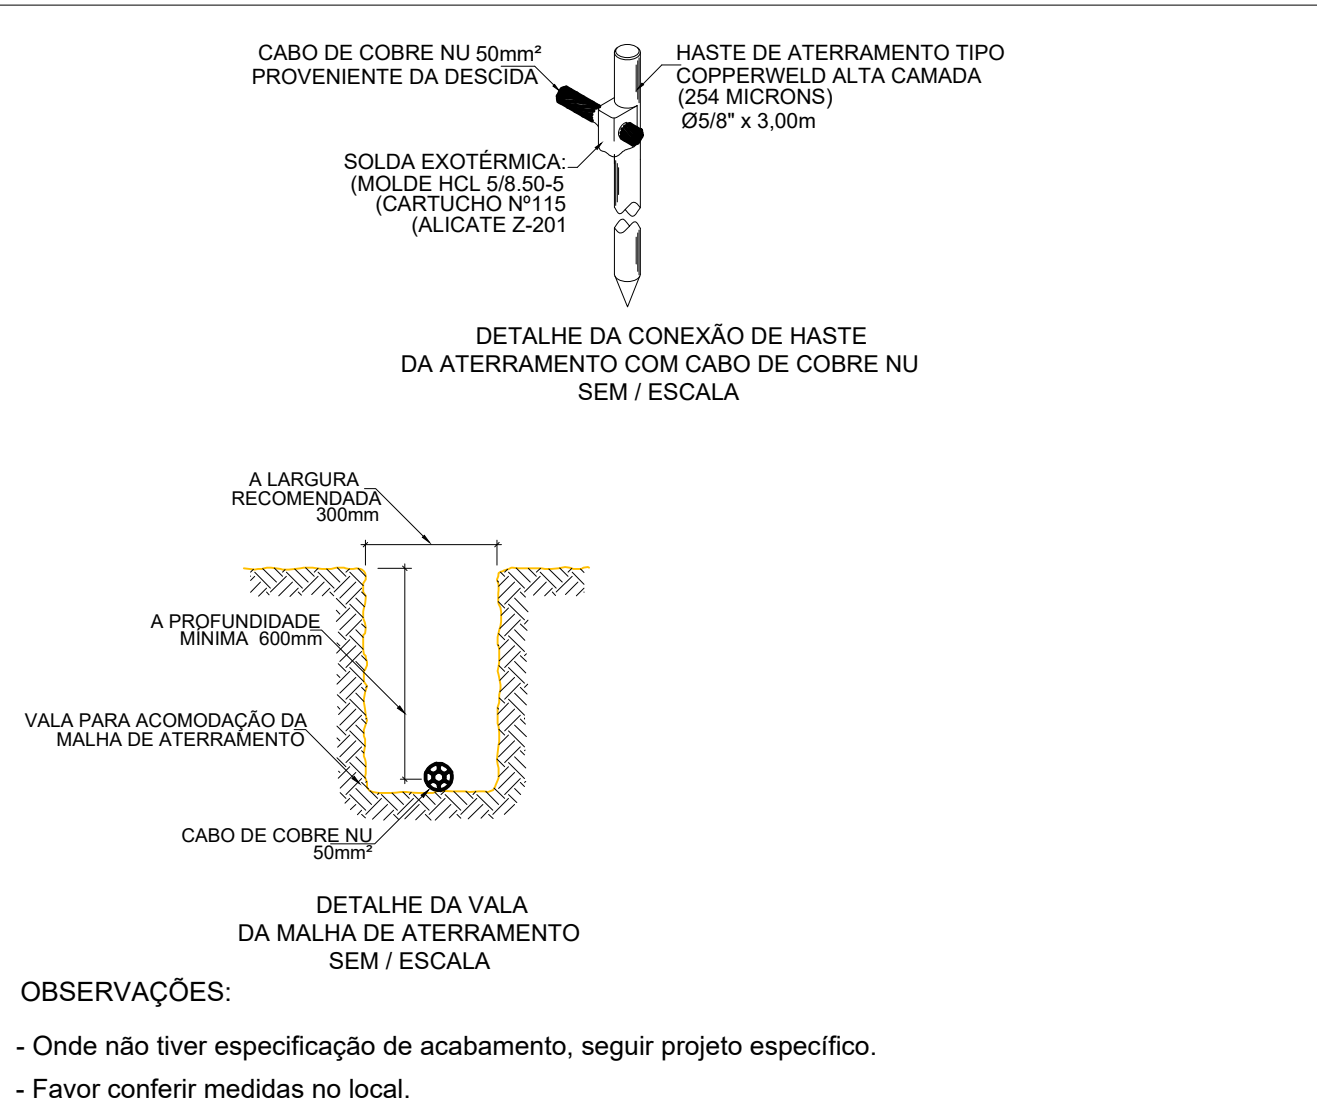 CABO DE COBRE NU 50mm²
PROVENIENTE DA DESCIDA
HASTE DE ATERRAMENTO TIPO
COPPERWELD ALTA CAMADA
(254 MICRONS)
Ø5/8" x 3,00m
SOLDA EXOTÉRMICA:
(MOLDE HCL 5/8.50-5
(CARTUCHO Nº115
(ALICATE Z-201
DETALHE DA CONEXÃO DE HASTE
DA ATERRAMENTO COM CABO DE COBRE NU
SEM / ESCALA
A LARGURA
RECOMENDADA
300mm
A PROFUNDIDADE
MÍNIMA 600mm
VALA PARA ACOMODAÇÃO DA
MALHA DE ATERRAMENTO
CABO DE COBRE NU
50mm²
DETALHE DA VALA
DA MALHA DE ATERRAMENTO
SEM / ESCALA
OBSERVAÇÕES:
- Onde não tiver especificação de acabamento, seguir projeto específico.
- Favor conferir medidas no local.